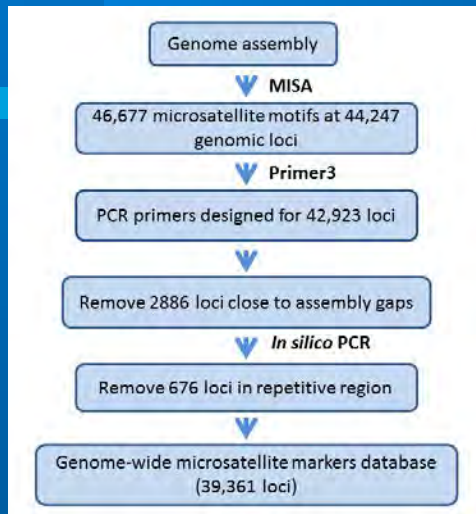 Genome assembly
MISA
46,677 microsatellite motifs at 44,247
genomic loci
Primer3
PCR primers designed for 42,923 loci
Remove 2886 loci close to assembly gaps
In silico PCR
Remove 676 loci in repetitive region
Genome-wide microsatellite markers database
(39,361 loci)